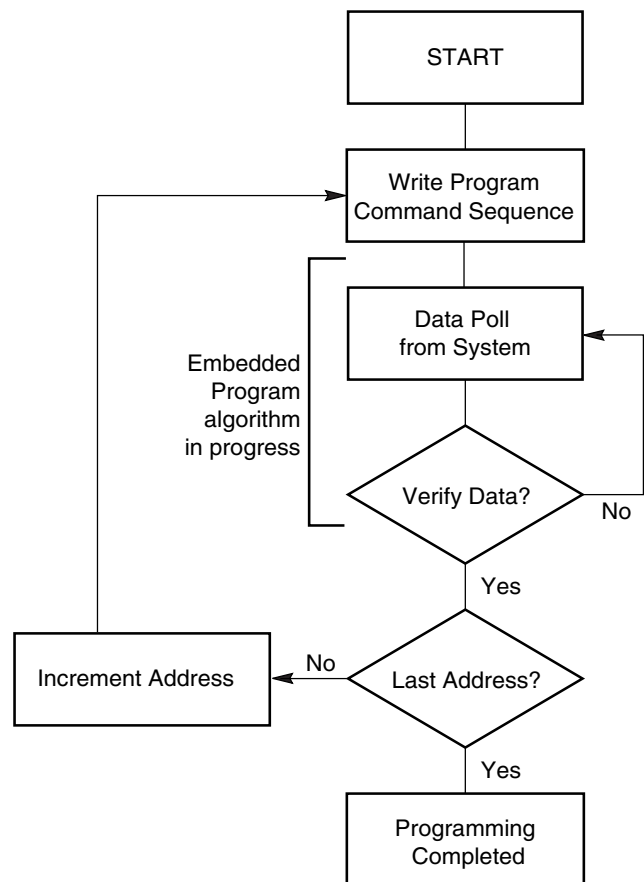 START
Write Program
Command Sequence
Data Poll
from System
Embedded
Program
algorithm
in progress
Verify Data?
No
Yes
Increment Address
No
Last Address?
Yes
Programming
Completed